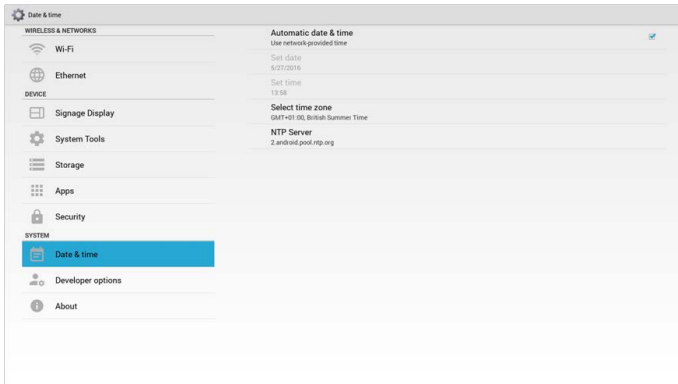 Date & time
WIRELESS & NETWORKS
Wi-Fi
Ethernet
DEVICE
Signage Display
System Tools
Storage
Apps
Security
SYSTEM
Date & time
Developer options
About
Automatic date & time
Use network-provided time
Set date
5/27/2016
Set time
13:56
Select time zone
GMT+01:00, British Summer Time
NTP Server
2.android.pool.ntp.org